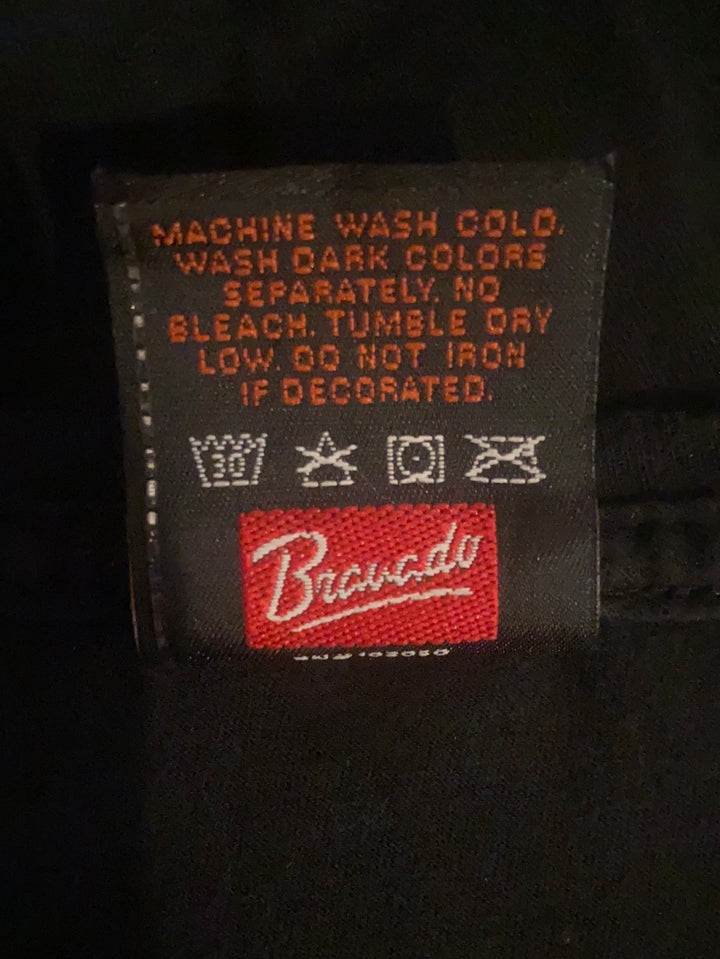 MACHINE WASH COLD.
WASH DARK COLORS
SEPARATELY. NO
BLEACH. TUMBLE DRY
LOW. DO NOT IRON
IF DECORATED.
30
Bravado